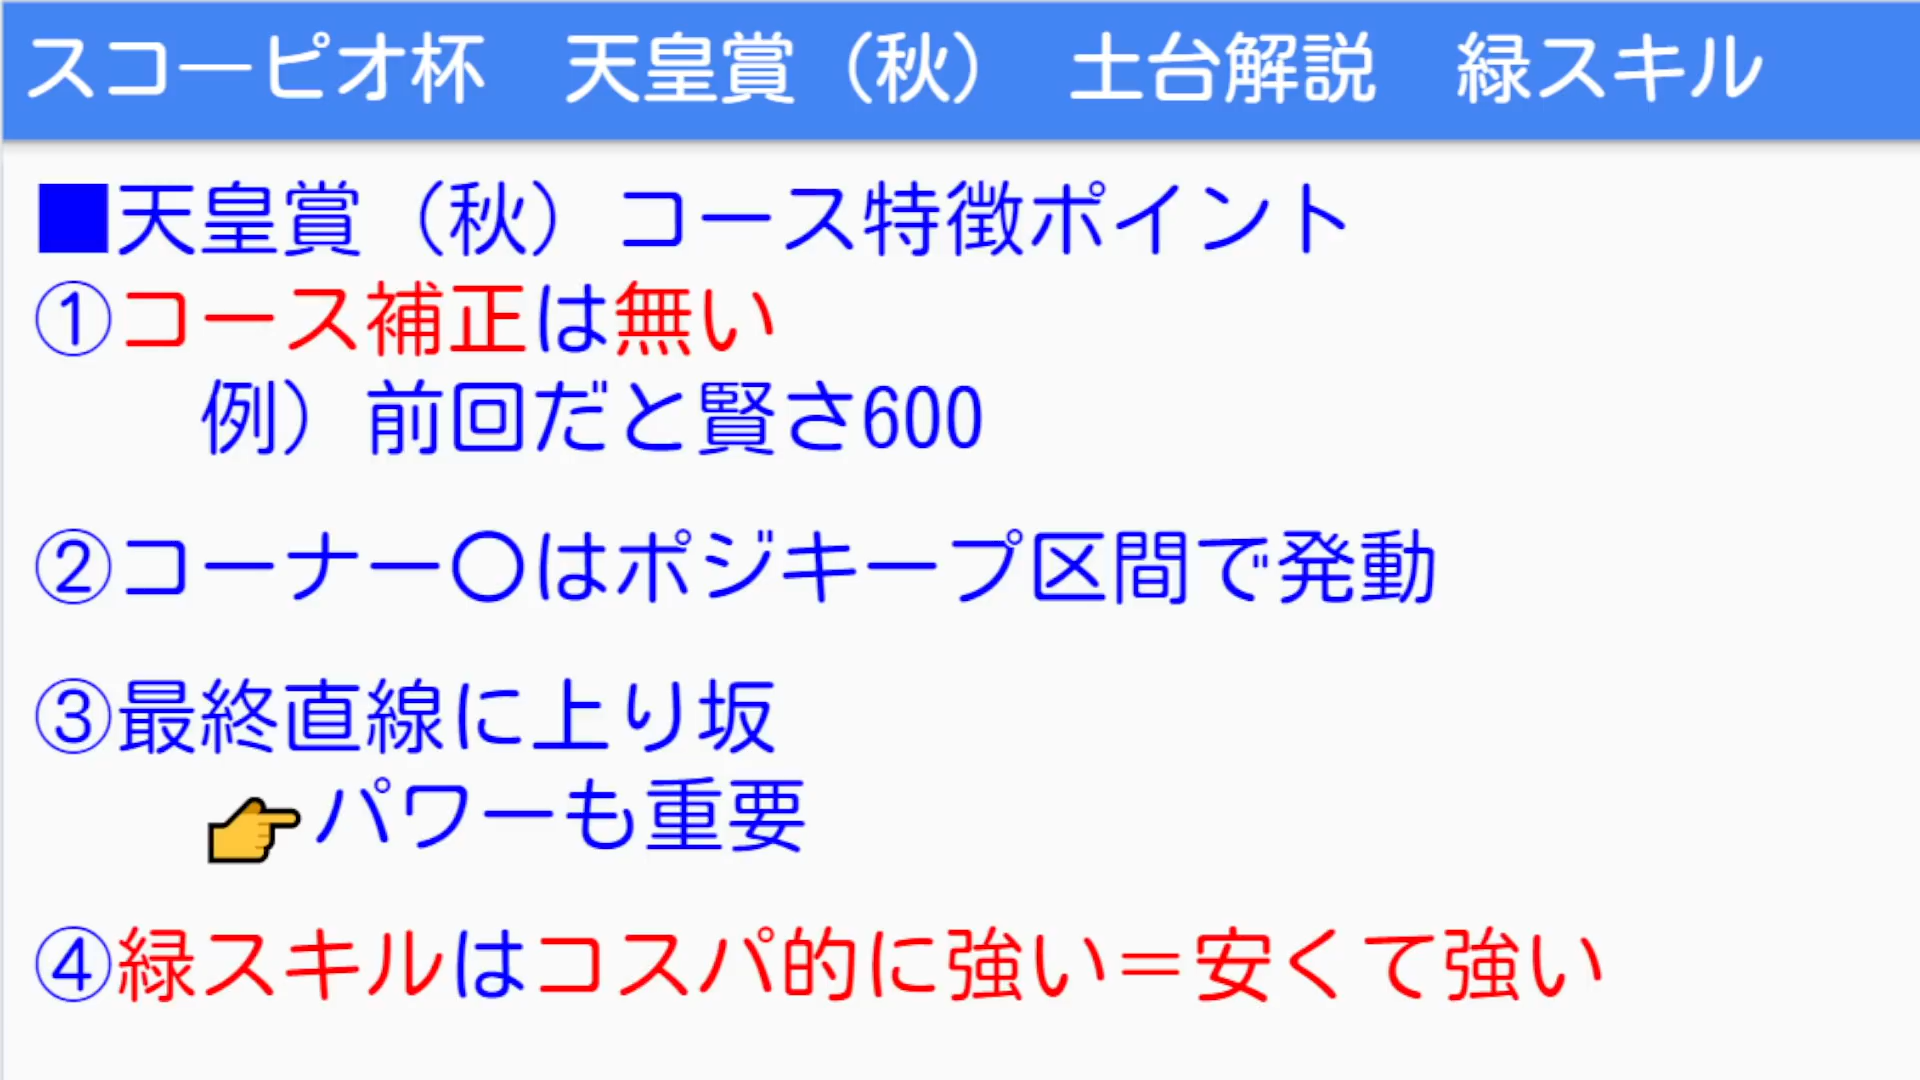 スコーピオ杯　天皇賞（秋）　土台解説　緑スキル
■天皇賞（秋）コース特徴ポイント
①コース補正は無い
例）前回だと賢さ600
②コーナー〇はポジキープ区間で発動
③最終直線に上り坂
👉パワーも重要
④緑スキルはコスパ的に強い＝安くて強い